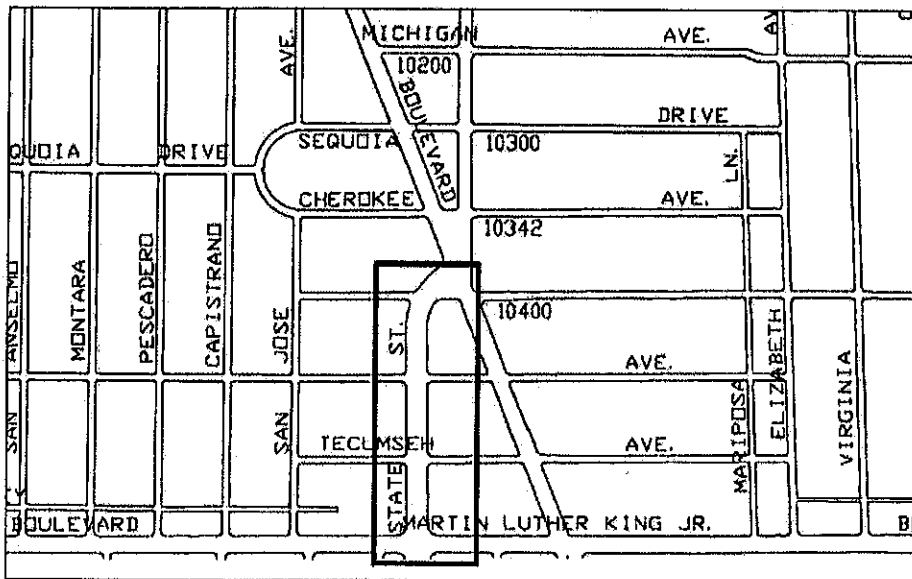 MICHIGAN AVE.
10200
BOULEVARD
AVE.
DRIVE
SEQUOIA
10300
QUOIA DRIVE
LN.
CHEROKEE AVE.
10342
ANSELMO
MONTARA
PESCADERO
CAPISTRANO
JOSE
ST.
10400
ELIZABETH
VIRGINIA
AVE.
MARIPOSA
SAN
SAN
TECUMSEH AVE.
STATE
BOULEVARD
MARTIN LUTHER KING JR.